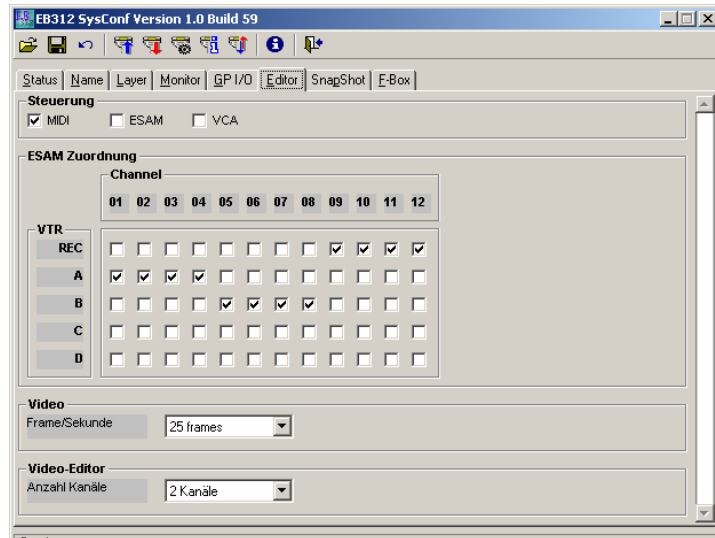 EB312 SysConf Version 1.0 Build 59
Status Name Layer Monitor GP I/O Editor SnapShot F-Box
Steuerung
MIDI ESAM VCA
ESAM Zuordnung
Channel
01 02 03 04 05 06 07 08 09 10 11 12
VTR
REC
A
B
C
D
Video
Frame/Sekunde 25 frames
Video-Editor
Anzahl Kanäle 2 Kanäle